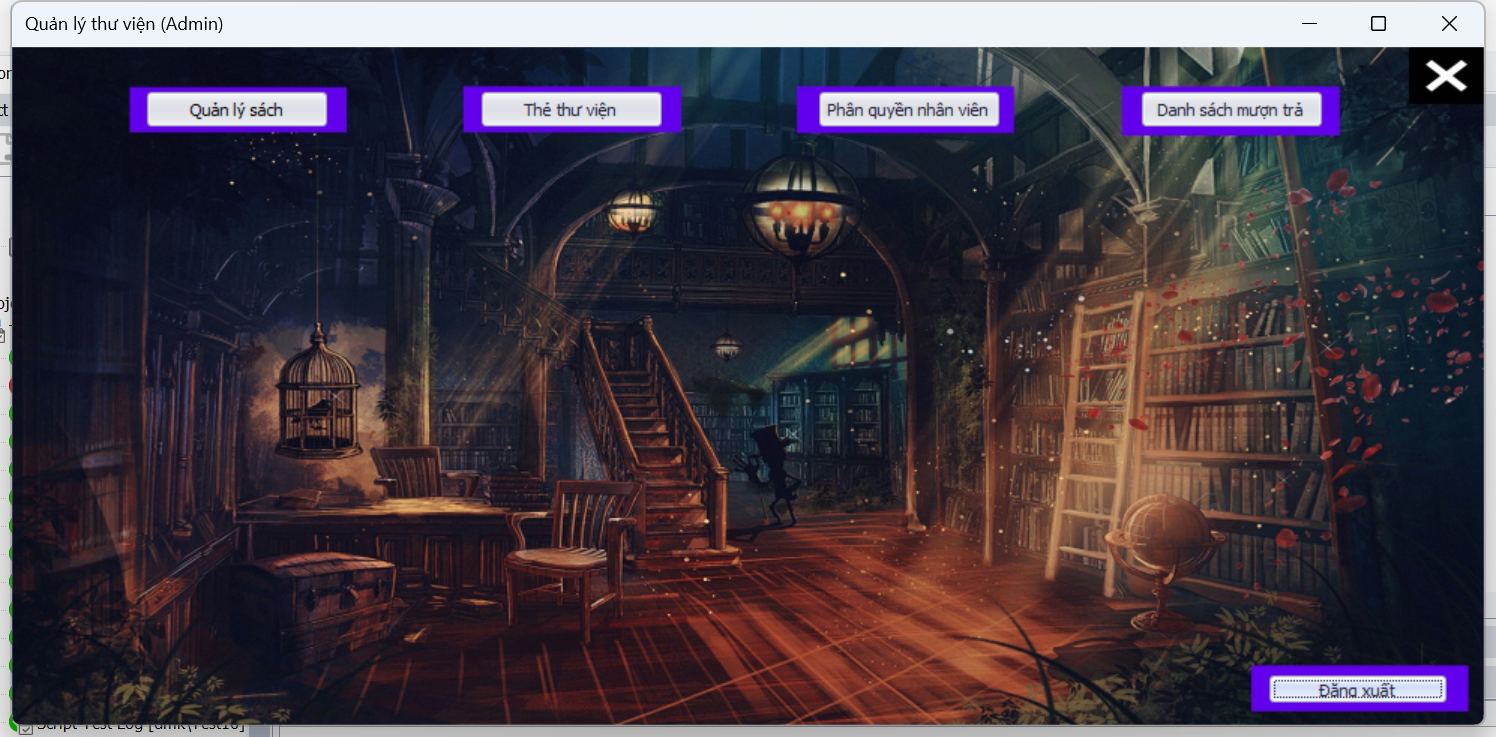 Quản lý thư viện (Admin)
Quản lý sách
Thẻ thư viện
Phân quyền nhân viên
Danh sách mượn trả
Đăng xuất